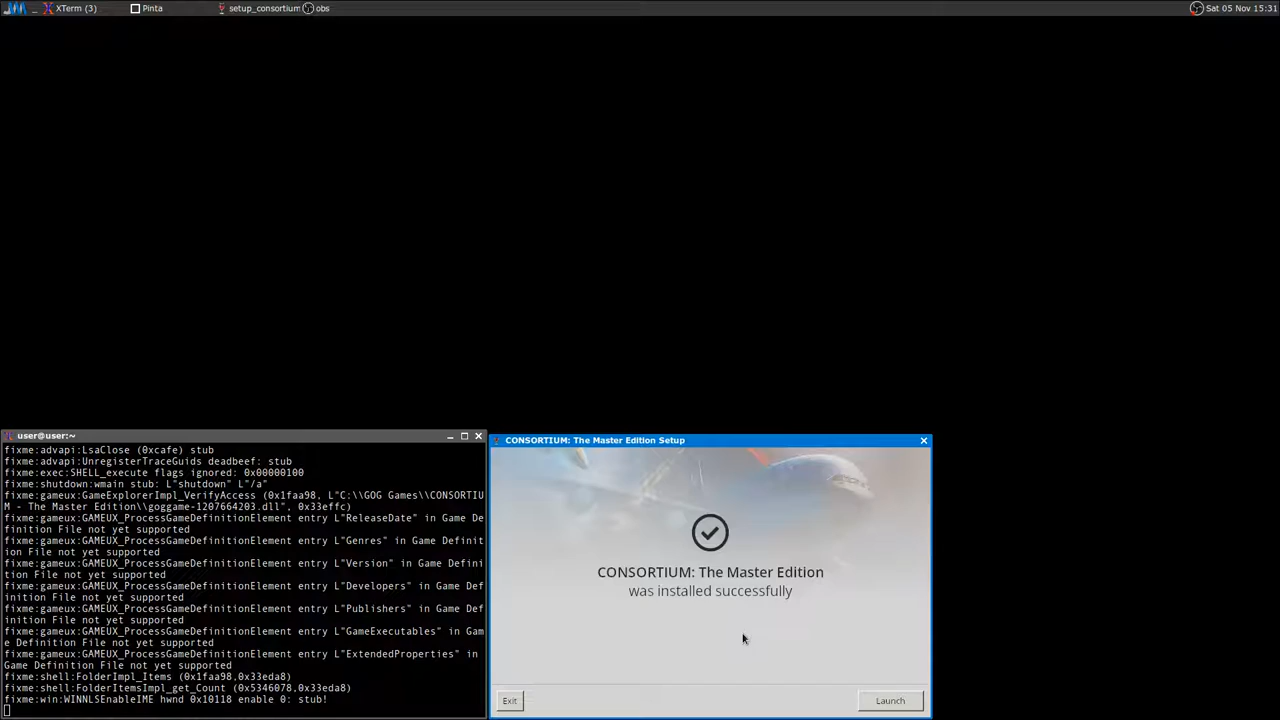 _ XTerm (3) Pinta setup_consortium obs Sat 05 Nov 15:31
user@user:~
fixme:advapi:LsaClose (0xcafe) stub
fixme:advapi:UnregisterTraceGuids deadbeef: stub
fixme:exec:SHELL_execute flags ignored: 0x00000100
fixme:shutdown:wmain stub: L"shutdown" L"/a"
fixme:gameux:GameExplorerImpl_VerifyAccess (0x1faa98, L"C:\\GOG Games\\CONSORTIU
M - The Master Edition\\goggame-1207664203.dll", 0x33effc)
fixme:gameux:GAMEUX_ProcessGameDefinitionElement entry L"ReleaseDate" in Game De
finition File not yet supported
fixme:gameux:GAMEUX_ProcessGameDefinitionElement entry L"Genres" in Game Definit
ion File not yet supported
fixme:gameux:GAMEUX_ProcessGameDefinitionElement entry L"Version" in Game Defini
tion File not yet supported
fixme:gameux:GAMEUX_ProcessGameDefinitionElement entry L"Developers" in Game Def
inition File not yet supported
fixme:gameux:GAMEUX_ProcessGameDefinitionElement entry L"Publishers" in Game Def
inition File not yet supported
fixme:gameux:GAMEUX_ProcessGameDefinitionElement entry L"GameExecutables" in Gam
e Definition File not yet supported
fixme:gameux:GAMEUX_ProcessGameDefinitionElement entry L"ExtendedProperties" in
Game Definition File not yet supported
fixme:shell:FolderImpl_Items (0x1faa98,0x33eda8)
fixme:shell:FolderItemsImpl_get_Count (0x5346078,0x33eda8)
fixme:win:WINNLSEnableIME hwnd 0x10118 enable 0: stub!
CONSORTIUM: The Master Edition Setup
CONSORTIUM: The Master Edition
was installed successfully
Exit
Launch